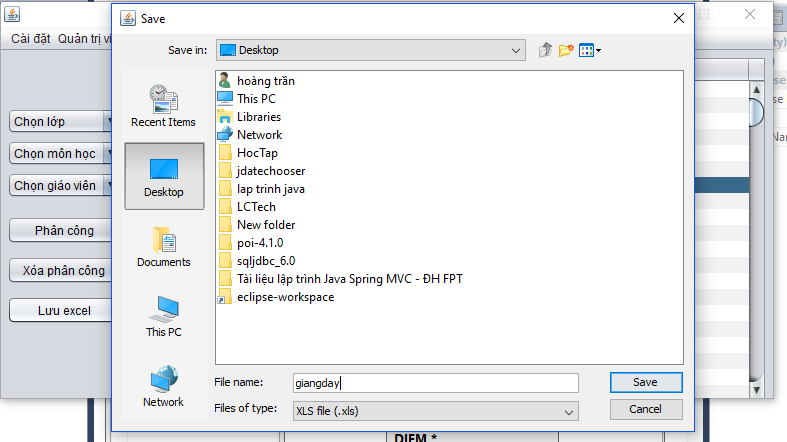 Save
Cài đặt Quản trị vi
Save in: Desktop
Recent Items
Desktop
Documents
This PC
Network
hoàng trần
This PC
Libraries
Network
HocTap
jdatechooser
lap trinh java
LCTech
New folder
poi-4.1.0
sqljdbc_6.0
Tài liệu lập trình Java Spring MVC - ĐH FPT
eclipse-workspace
File name: giangday
Save
Files of type: XLS file (.xls)
Cancel
Chọn lớp
Chọn môn học
Chọn giáo viên
Phân công
Xóa phân công
Lưu excel
DIEM *